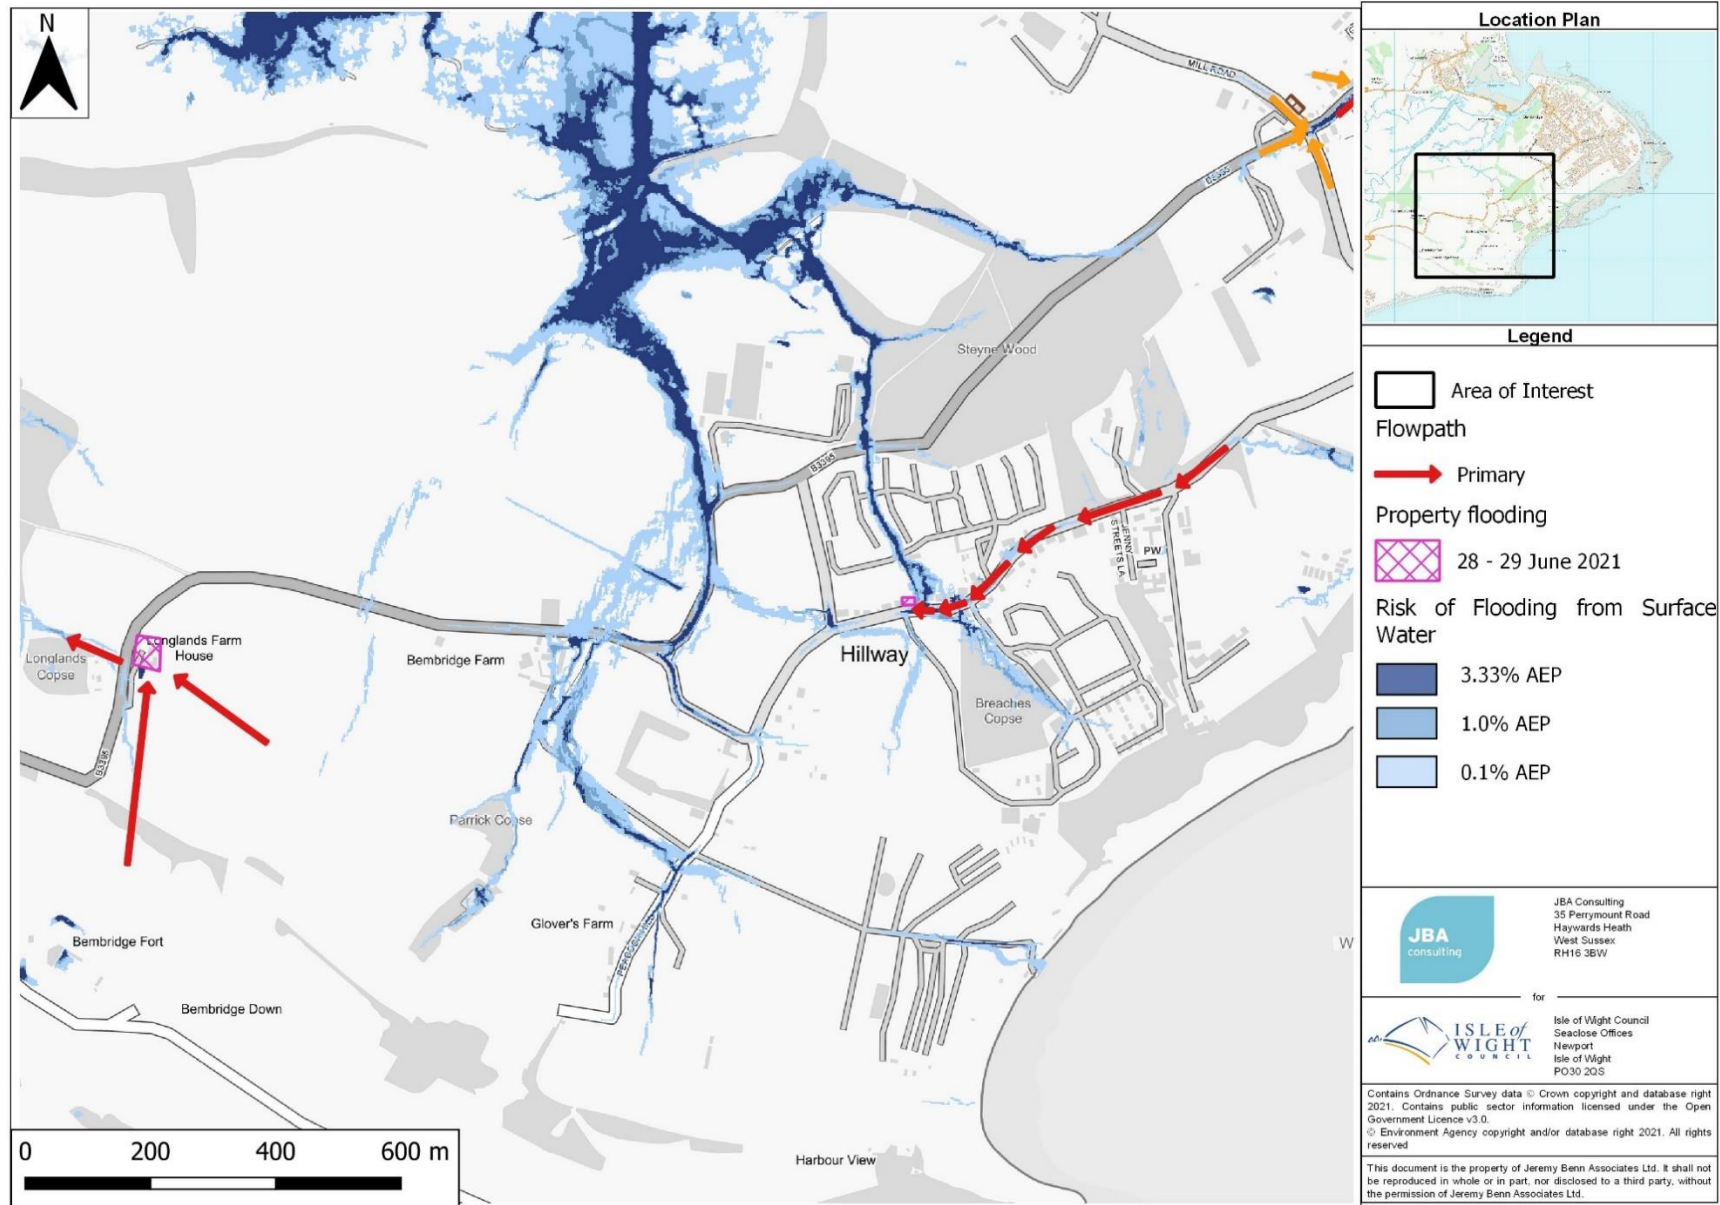 N
MILL ROAD
B3395
Steyne Wood
B3395
JENNY
STREETS LA
PW
Longlands Farm
House
Longlands
Copse
Bembridge Farm
Hillway
Breaches
Copse
B3395
Parrick Copse
Glover's Farm
Bembridge Fort
PEACOCK HILL
W
Bembridge Down
Harbour View
0 200 400 600 m
Location Plan
Legend
Area of Interest
Flowpath
Primary
Property flooding
28 - 29 June 2021
Risk of Flooding from Surface
Water
3.33% AEP
1.0% AEP
0.1% AEP
JBA
consulting
JBA Consulting
35 Perrymount Road
Haywards Heath
West Sussex
RH16 3BW
for
ISLE of
WIGHT
COUNCIL
Isle of Wight Council
Seaclose Offices
Newport
Isle of Wight
PO30 2QS
Contains Ordnance Survey data © Crown copyright and database right
2021. Contains public sector information licensed under the Open
Government Licence v3.0.
© Environment Agency copyright and/or database right 2021. All rights
reserved
This document is the property of Jeremy Benn Associates Ltd. It shall not
be reproduced in whole or in part, nor disclosed to a third party, without
the permission of Jeremy Benn Associates Ltd.